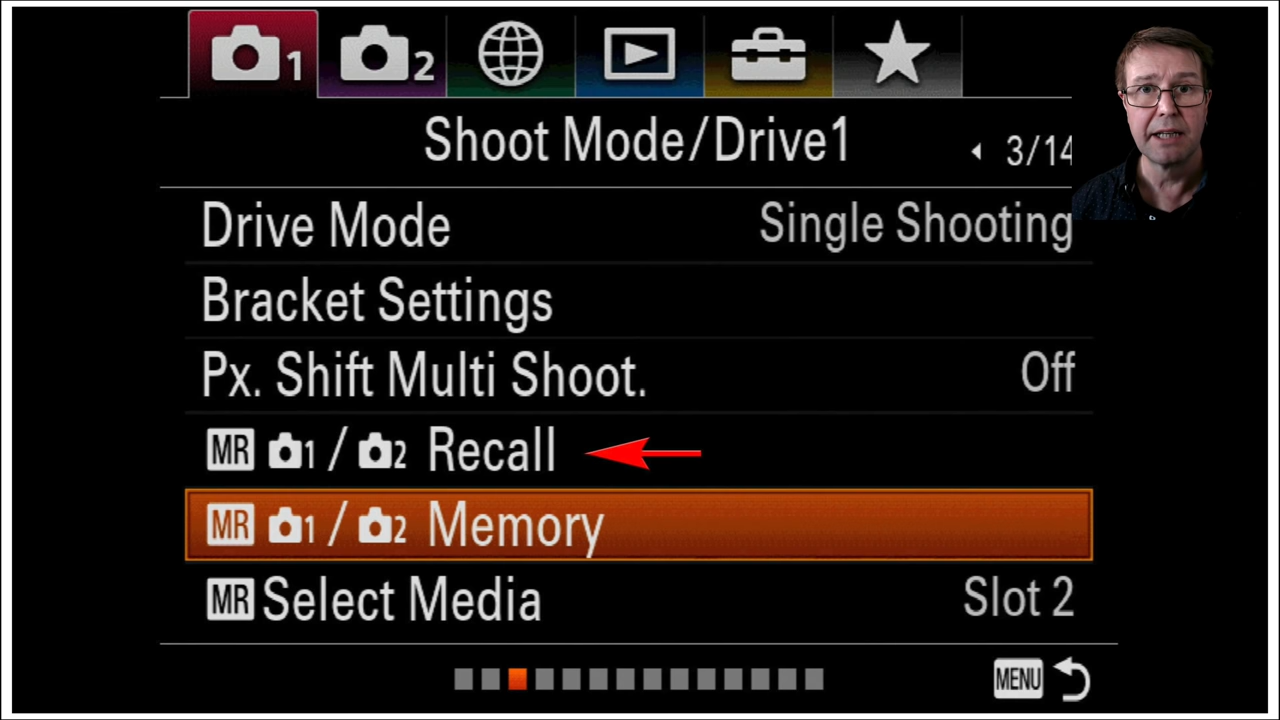 1 2
Shoot Mode/Drive1
3/14
Drive Mode Single Shooting
Bracket Settings
Px. Shift Multi Shoot. Off
MR 1 / 2 Recall
MR 1 / 2 Memory
MR Select Media Slot 2
MENU